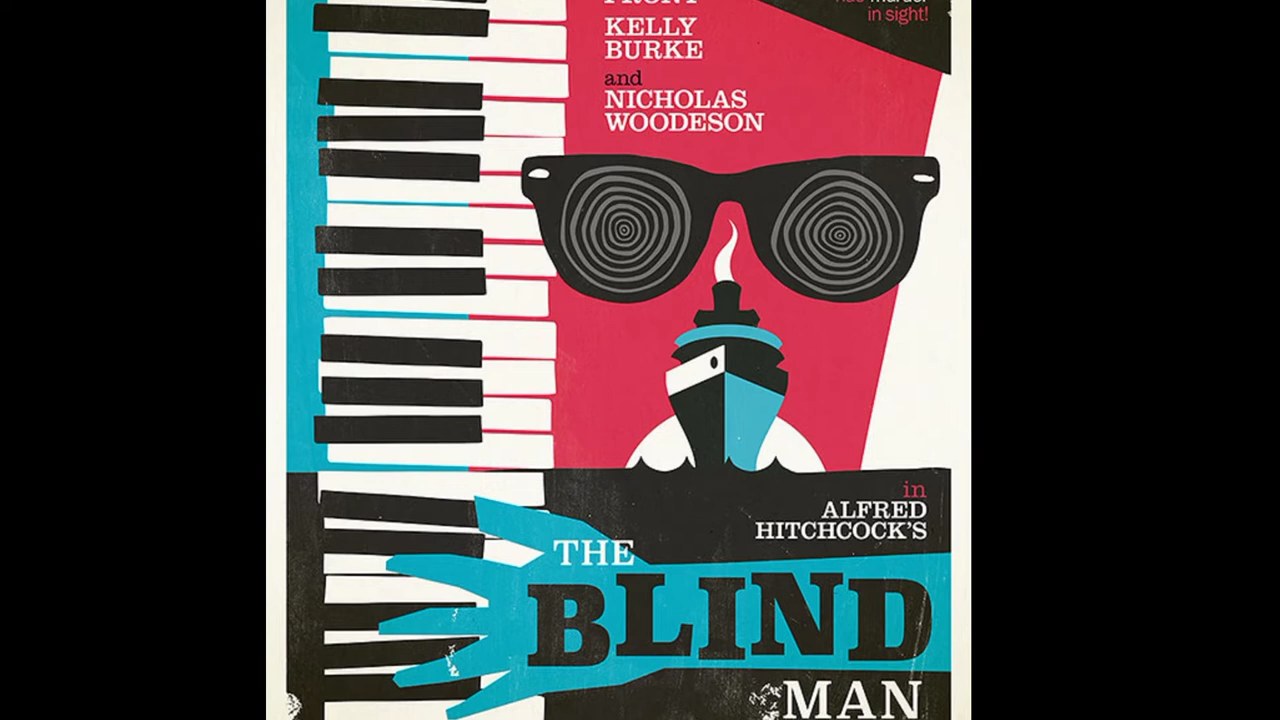 in sight!
KELLY
BURKE
and
NICHOLAS
WOODESON
in
ALFRED
HITCHCOCK'S
THE
BLIND
MAN